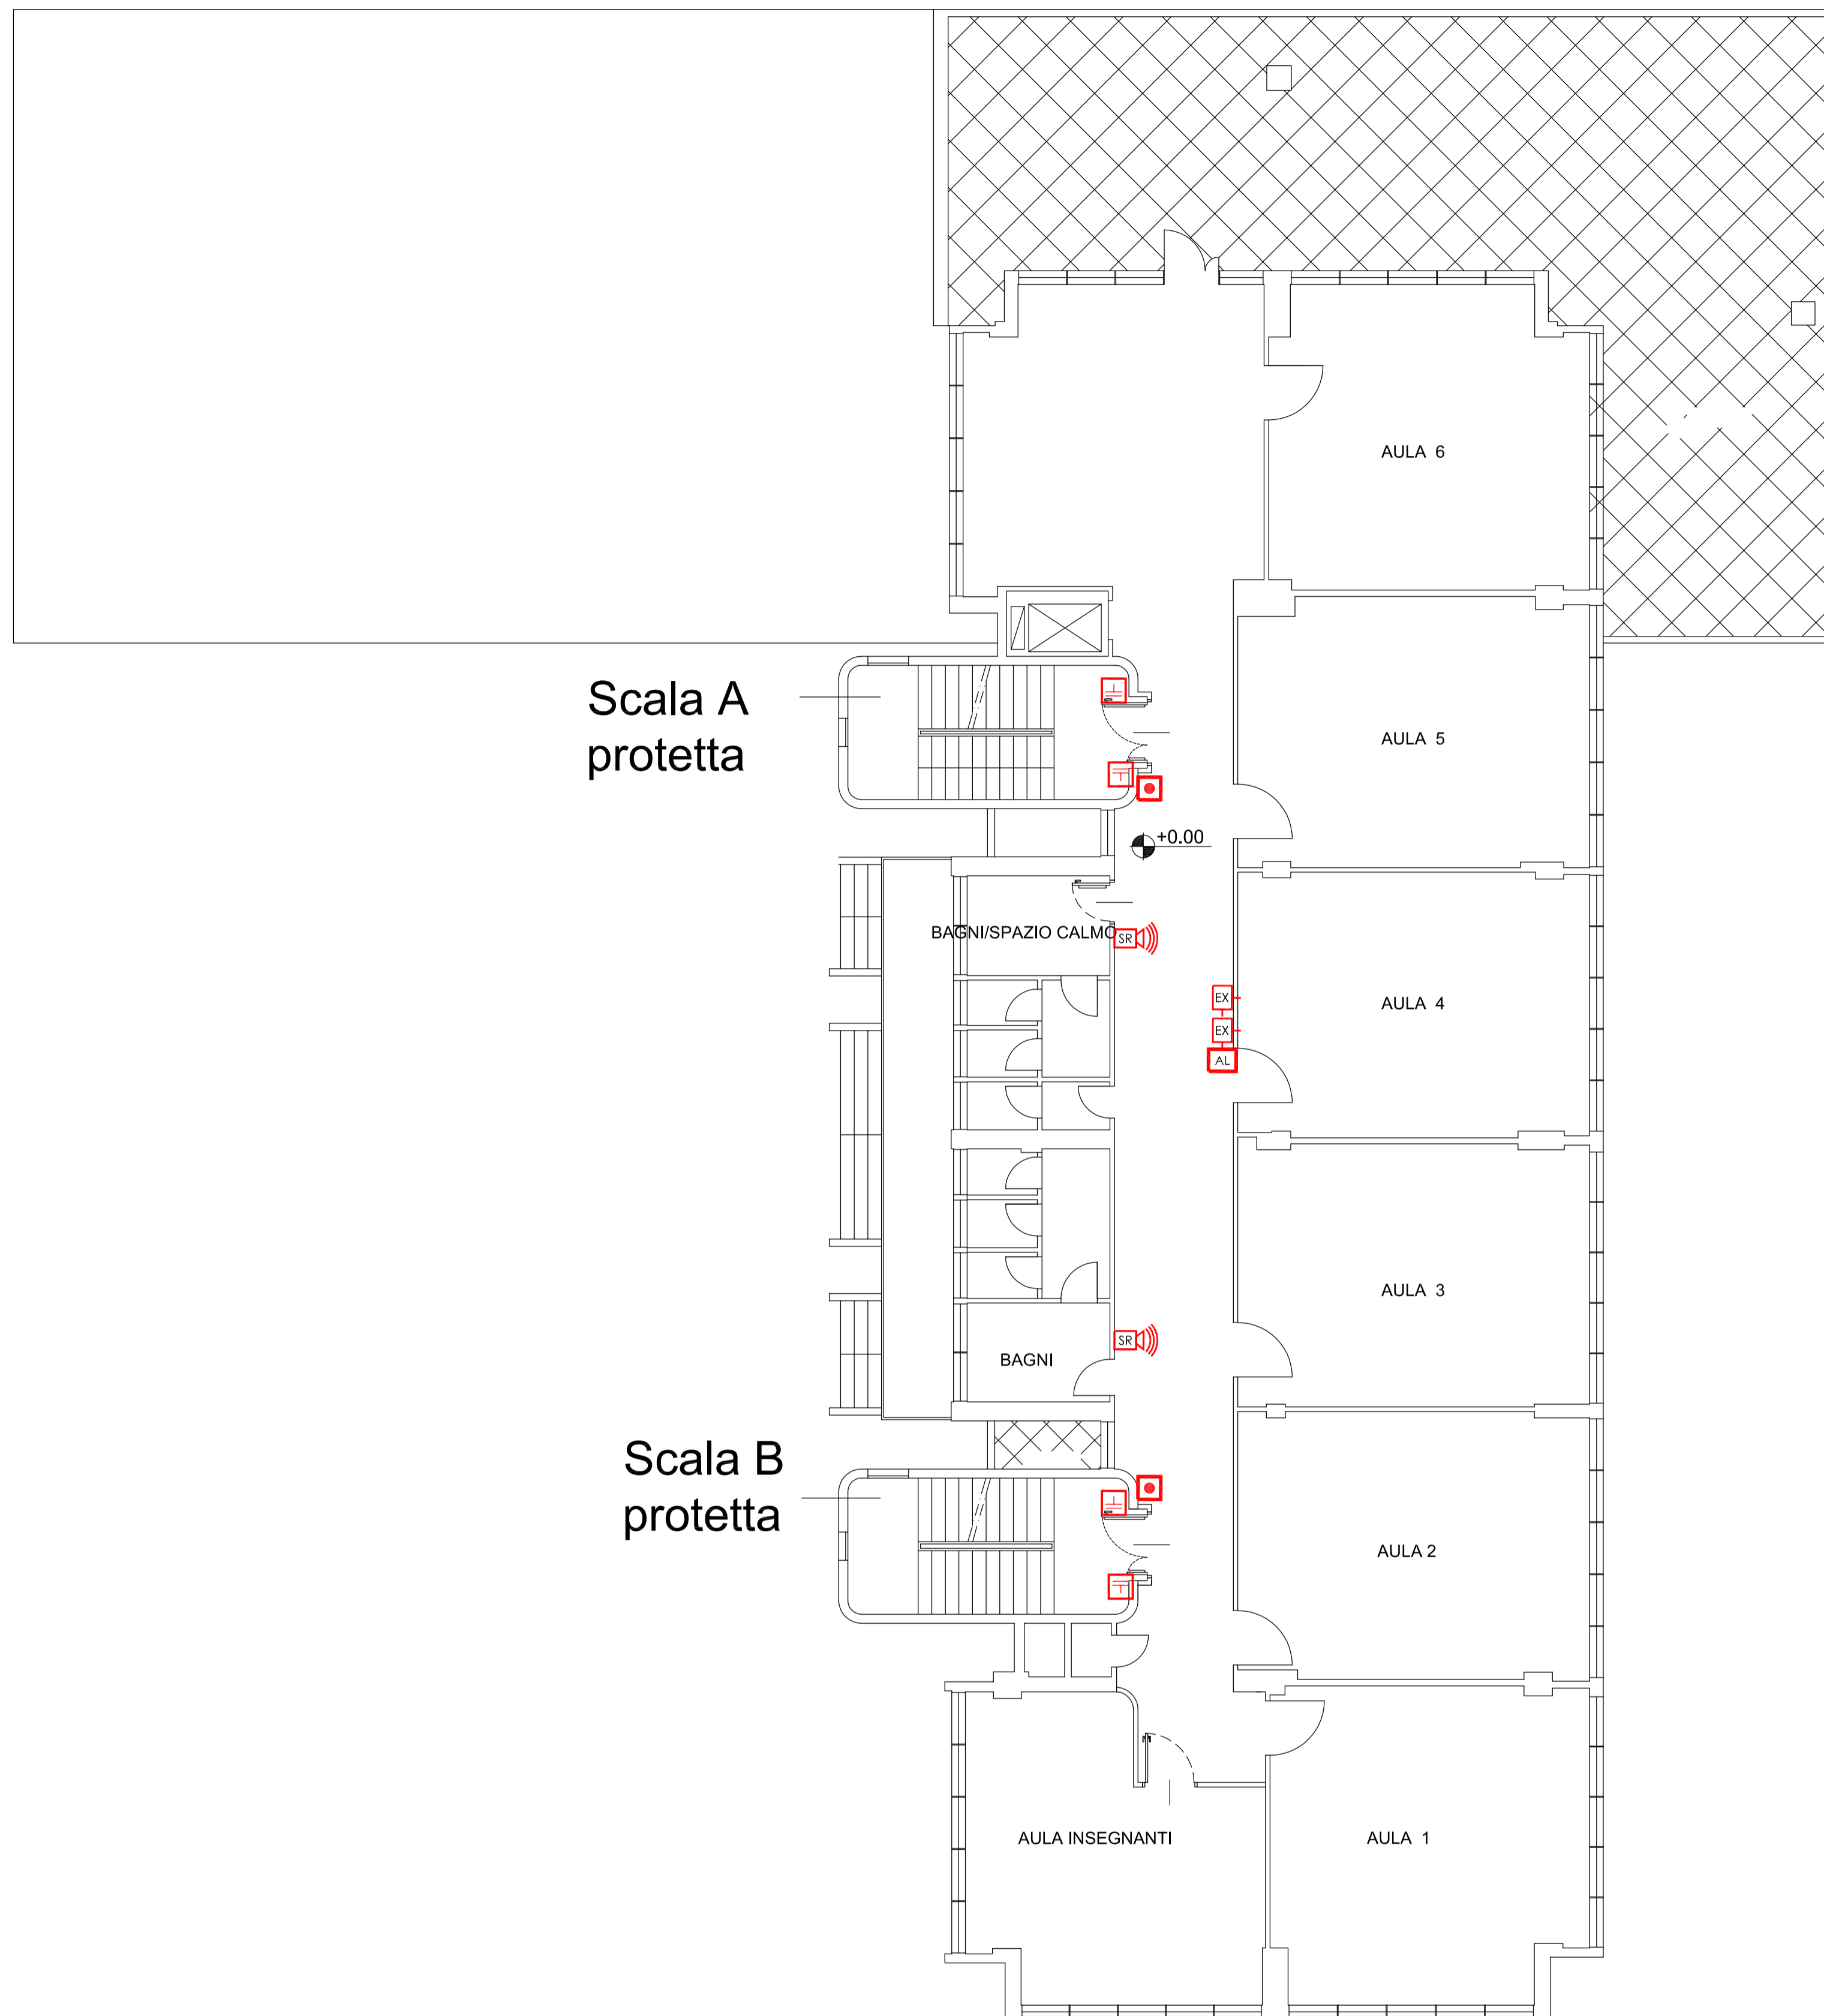 AULA  6
Scala A
protetta
AULA  5
+0.00
BAGNI/SPAZIO CALMO
SR
EX
AULA  4
EX
AL
AULA  3
SR
BAGNI
Scala B
protetta
AULA 2
AULA INSEGNANTI
AULA  1